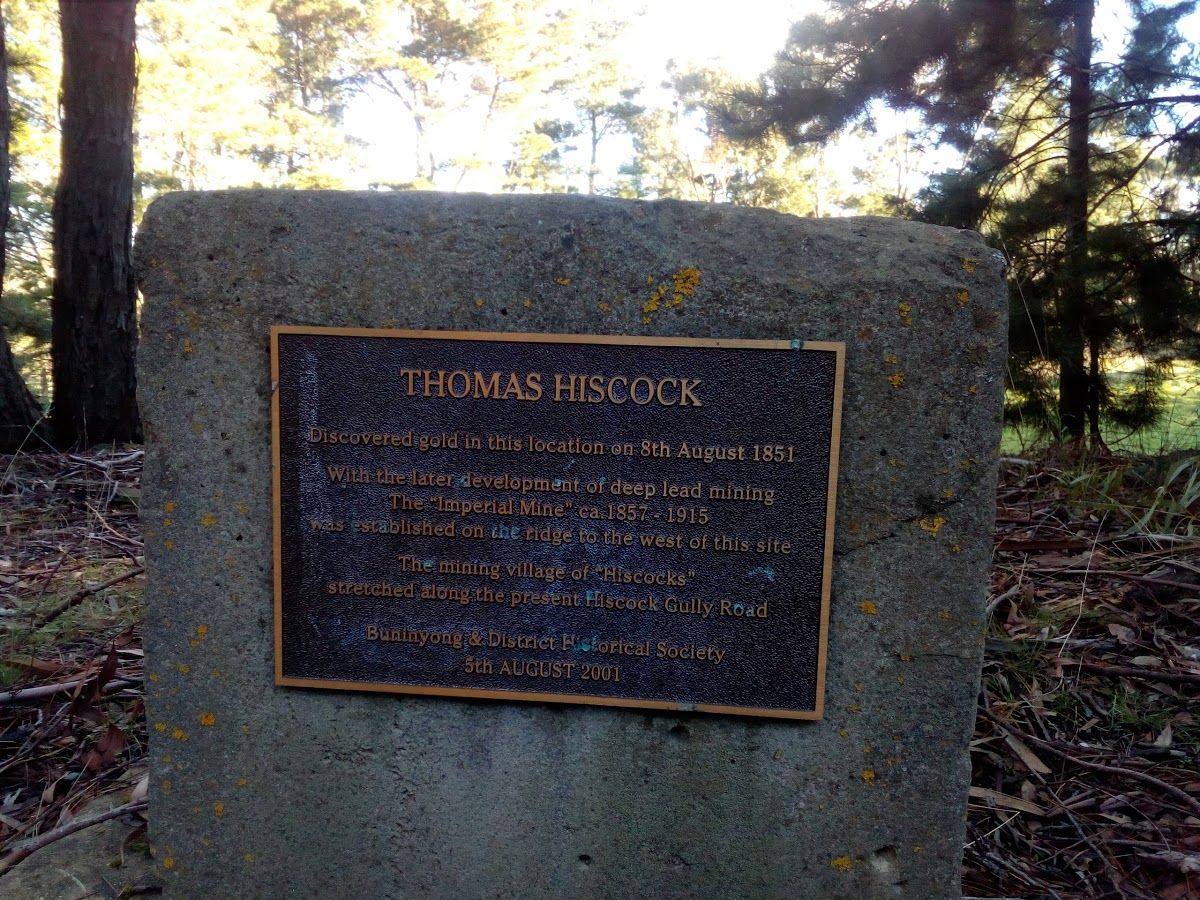 THOMAS HISCOCK
Discovered gold in this location on 8th August 1851
With the later development of deep lead mining
The "Imperial Mine" ca.1857 - 1915
was established on the ridge to the west of this site
The mining village of "Hiscocks"
stretched along the present Hiscock Gully Road
Buninyong & District Historical Society
5th AUGUST 2001